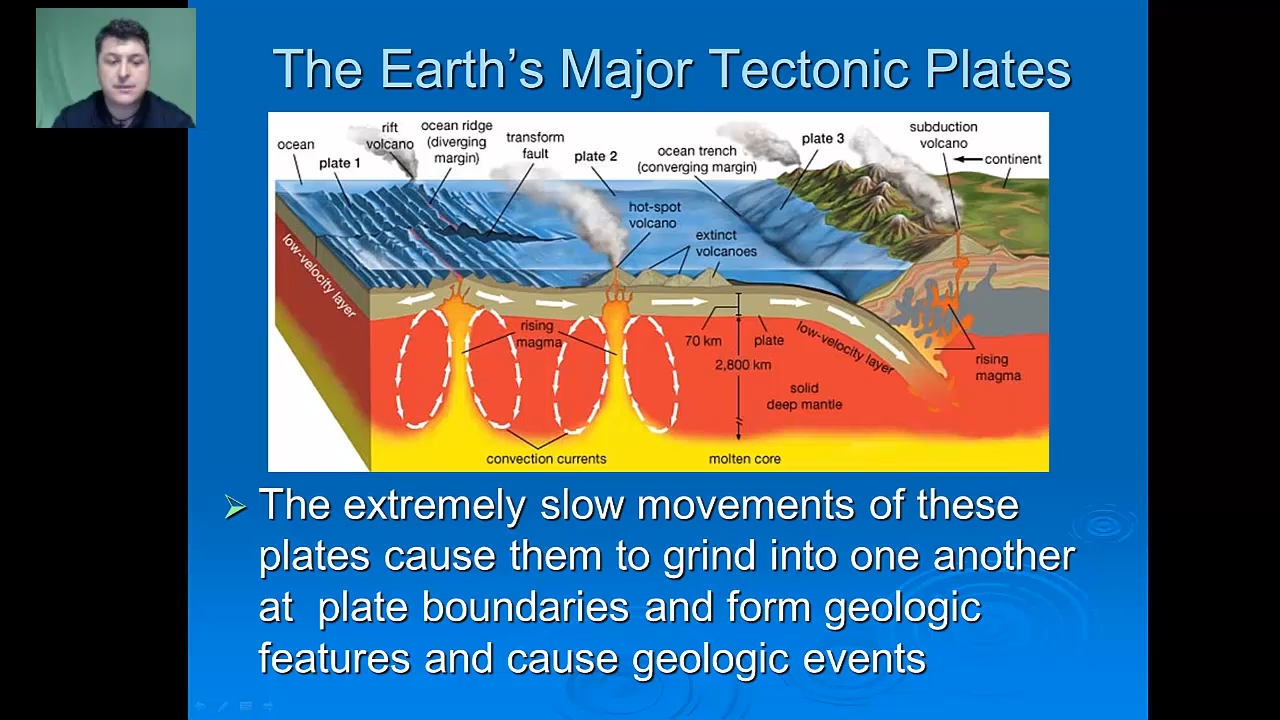 The Earth's Major Tectonic Plates
ocean
plate 1
rift
volcano
ocean ridge
(diverging
margin)
transform
fault
plate 2
ocean trench
(converging margin)
plate 3
subduction
volcano
continent
hot-spot
volcano
extinct
volcanoes
low-velocity layer
rising
magma
70 km
plate
2,800 km
low-velocity layer
solid
deep mantle
rising
magma
convection currents
molten core
The extremely slow movements of these
plates cause them to grind into one another
at plate boundaries and form geologic
features and cause geologic events